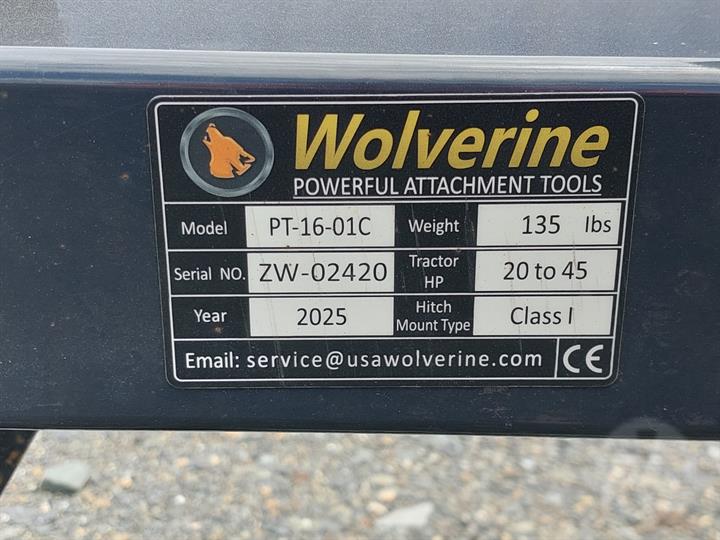 Wolverine
POWERFUL ATTACHMENT TOOLS
Model PT-16-01C Weight 135 lbs
Serial NO. ZW-02420 Tractor HP 20 to 45
Year 2025 Hitch Mount Type Class I
Email: service@usawolverine.com CE